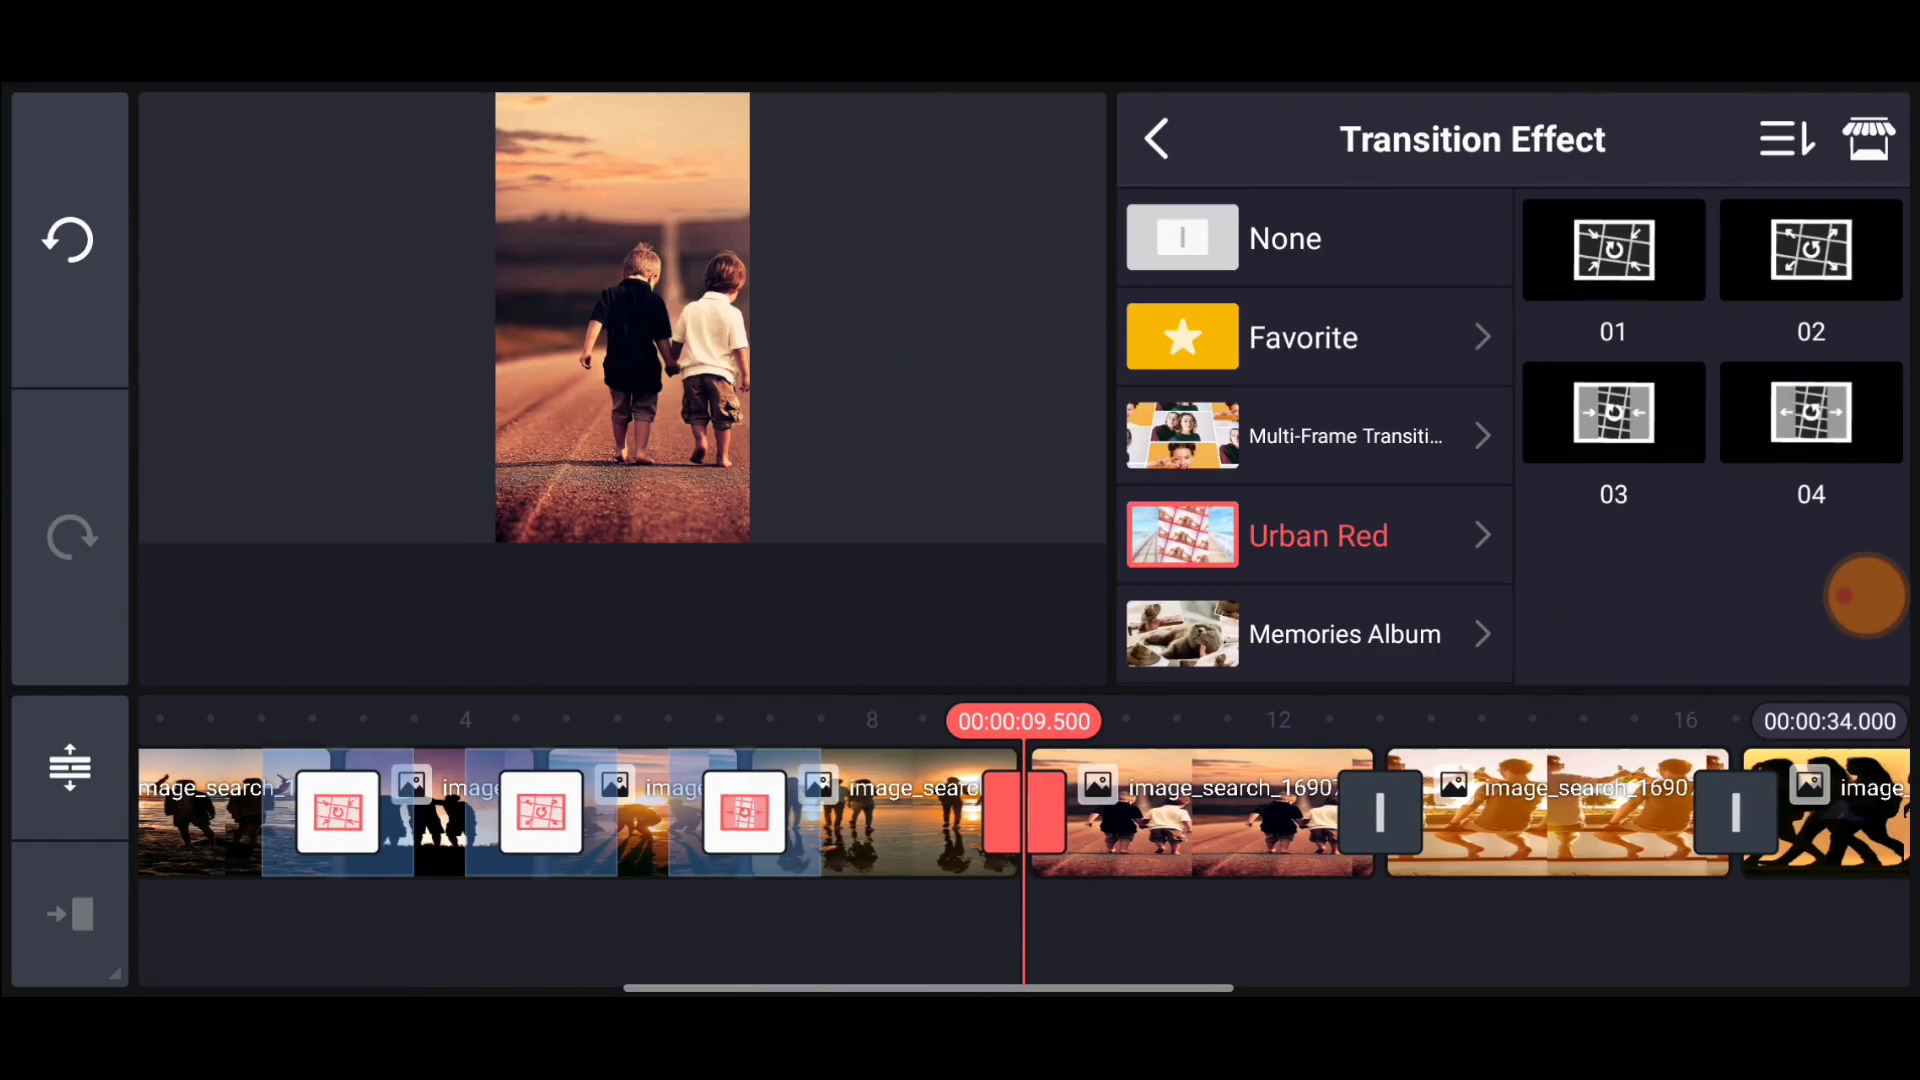 Transition Effect
None
Favorite
Multi-Frame Transiti...
Urban Red
Memories Album
01
02
03
04
4
8
00:00:09.500
12
16
00:00:34.000
mage_search_1
image
image
image_searc
image_search_1690
image_search_1690
image_